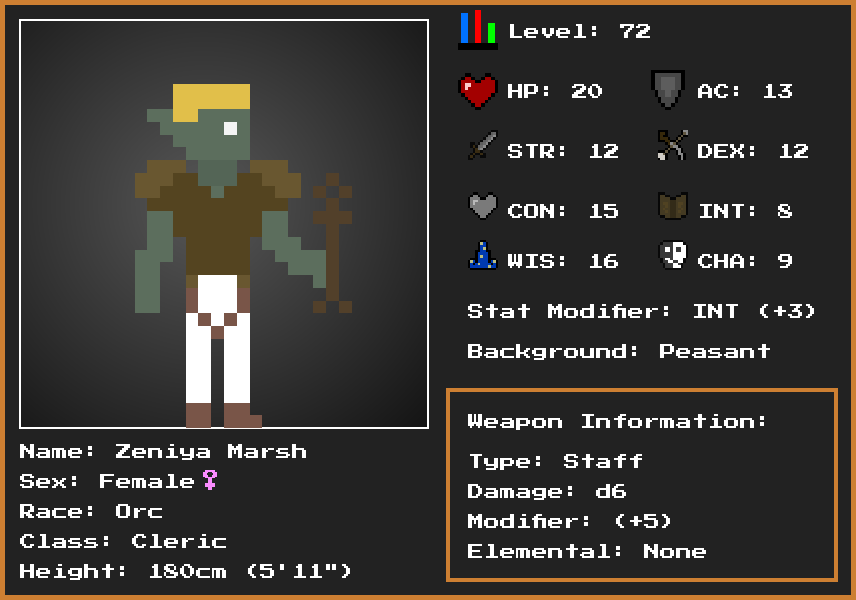 Level: 72
HP: 20
AC: 13
STR: 12
DEX: 12
CON: 15
INT: 8
WIS: 16
CHA: 9
Stat Modifier: INT (+3)
Background: Peasant
Weapon Information:
Type: Staff
Damage: d6
Modifier: (+5)
Elemental: None
Name: Zeniya Marsh
Sex: Female♀
Race: Orc
Class: Cleric
Height: 180cm (5'11")